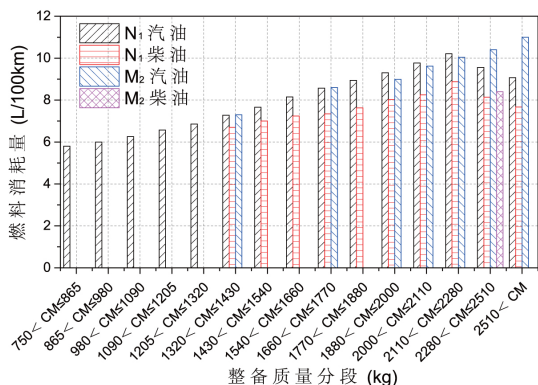 燃料消耗量 (L/100km)
12
10
8
6
4
2
0
N₁ 汽油
N₁ 柴油
M₂ 汽油
M₂ 柴油
750＜CM≤865
865＜CM≤980
980＜CM≤1090
1090＜CM≤1205
1205＜CM≤1320
1320＜CM≤1430
1430＜CM≤1540
1540＜CM≤1660
1660＜CM≤1770
1770＜CM≤1880
1880＜CM≤2000
2000＜CM≤2110
2110＜CM≤2280
2280＜CM≤2510
2510＜CM
整备质量分段 (kg)